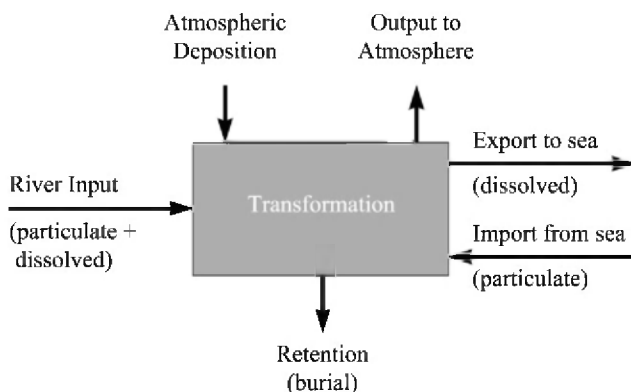 Atmospheric
Deposition
Output to
Atmosphere
River Input
(particulate +
dissolved)
Transformation
Export to sea
(dissolved)
Import from sea
(particulate)
Retention
(burial)